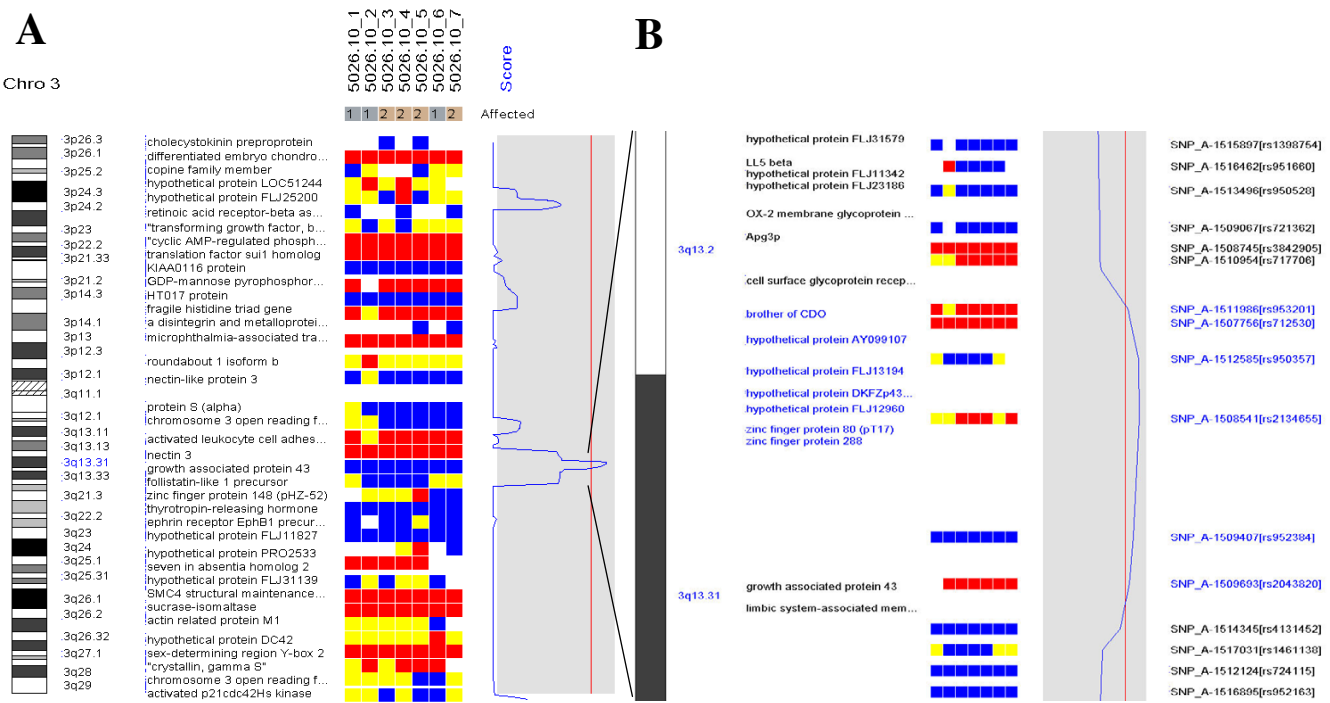 A
B
Chro 3
5026.10_1
5026.10_2
5026.10_3
5026.10_4
5026.10_5
5026.10_6
5026.10_7
Score
1 1 2 2 2 1 2
Affected
3p26.3
3p26.1
3p25.2
3p24.3
3p24.2
3p23
3p22.2
3p21.33
3p21.2
3p14.3
3p14.1
3p13
3p12.3
3p12.1
3q11.1
3q12.1
3q13.11
3q13.13
3q13.31
3q13.33
3q21.3
3q22.2
3q23
3q24
3q25.1
3q25.31
3q26.1
3q26.2
3q26.32
3q27.1
3q28
3q29
cholecystokinin preproprotein
differentiated embryo chondro...
copine family member
hypothetical protein LOC51244
hypothetical protein FLJ25200
retinoic acid receptor-beta as...
"transforming growth factor, b...
"cyclic AMP-regulated phosph...
translation factor sui1 homolog
KIAA0116 protein
GDP-mannose pyrophosphor...
HT017 protein
fragile histidine triad gene
a disintegrin and metalloprotei...
microphthalmia-associated tra...
roundabout 1 isoform b
nectin-like protein 3
protein S (alpha)
chromosome 3 open reading f...
activated leukocyte cell adhes...
nectin 3
growth associated protein 43
follistatin-like 1 precursor
zinc finger protein 148 (pHZ-52)
thyrotropin-releasing hormone
ephrin receptor EphB1 precur...
hypothetical protein FLJ11827
hypothetical protein PRO2533
seven in absentia homolog 2
hypothetical protein FLJ31139
SMC4 structural maintenance...
sucrase-isomaltase
actin related protein M1
hypothetical protein DC42
sex-determining region Y-box 2
"crystallin, gamma S"
chromosome 3 open reading f...
activated p21cdc42Hs kinase
3q13.2
3q13.31
hypothetical protein FLJ31579
LL5 beta
hypothetical protein FLJ11342
hypothetical protein FLJ23186
OX-2 membrane glycoprotein ...
Apg3p
cell surface glycoprotein recep...
brother of CDO
hypothetical protein AY099107
hypothetical protein FLJ13194
hypothetical protein DKFZp43...
hypothetical protein FLJ12960
zinc finger protein 80 (pT17)
zinc finger protein 288
growth associated protein 43
limbic system-associated mem...
SNP_A-1515897[rs1398754]
SNP_A-1516462[rs951660]
SNP_A-1513496[rs950528]
SNP_A-1509067[rs721362]
SNP_A-1508745[rs3842905]
SNP_A-1510954[rs717706]
SNP_A-1511986[rs953201]
SNP_A-1507756[rs712530]
SNP_A-1512585[rs950357]
SNP_A-1508541[rs2134655]
SNP_A-1509407[rs952384]
SNP_A-1509693[rs2043820]
SNP_A-1514345[rs4131452]
SNP_A-1517031[rs1461138]
SNP_A-1512124[rs724115]
SNP_A-1516895[rs952163]